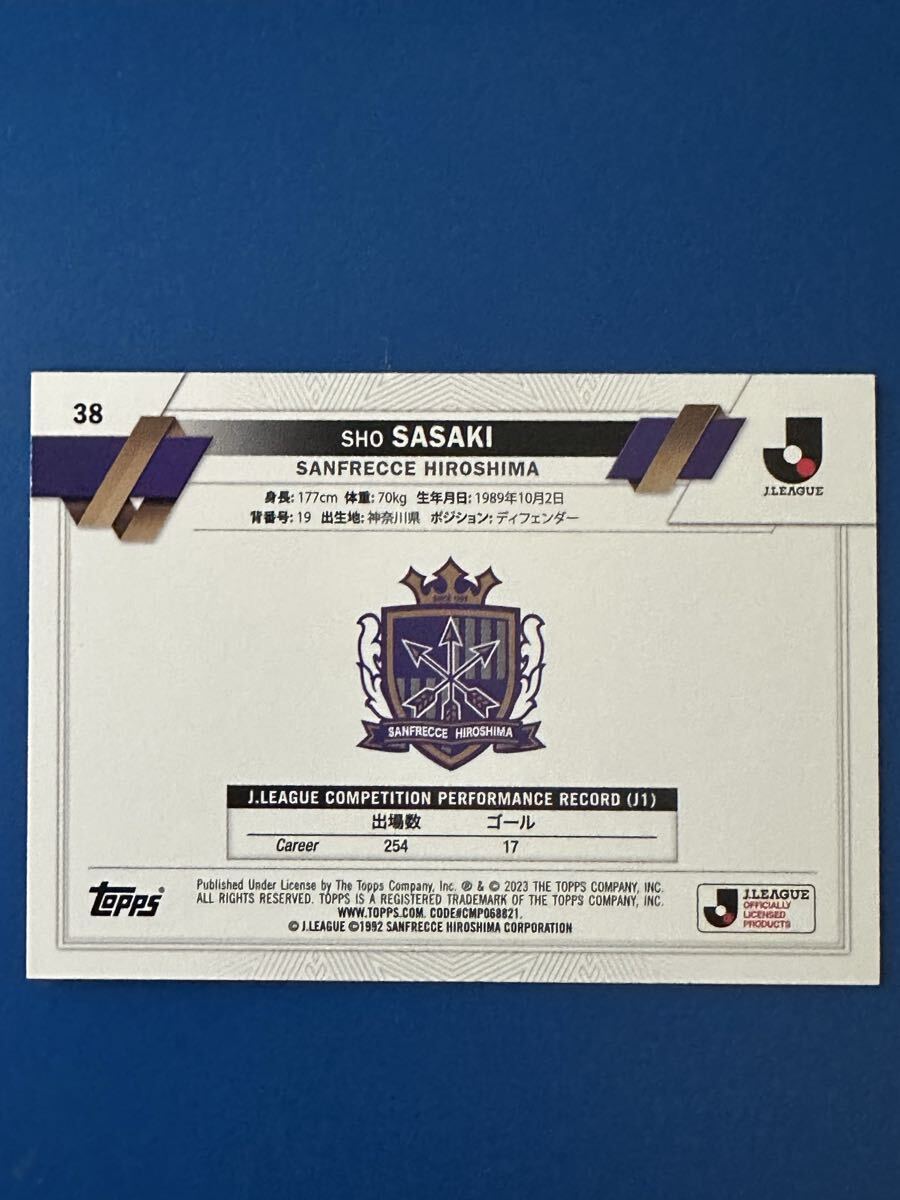 38
SHO SASAKI
SANFRECCE HIROSHIMA
J.LEAGUE
身長: 177cm 体重: 70kg 生年月日: 1989年10月2日
背番号: 19 出生地: 神奈川県 ポジション: ディフェンダー
SANFRECCE HIROSHIMA
J.LEAGUE COMPETITION PERFORMANCE RECORD (J1)
出場数 ゴール
Career 254 17
Topps®
Published Under License by The Topps Company, Inc. ® & © 2023 THE TOPPS COMPANY, INC.
ALL RIGHTS RESERVED. TOPPS IS A REGISTERED TRADEMARK OF THE TOPPS COMPANY, INC.
WWW.TOPPS.COM. CODE#CMP068821.
© J.LEAGUE ©1992 SANFRECCE HIROSHIMA CORPORATION
J.LEAGUE
OFFICIALLY
LICENSED
PRODUCTS